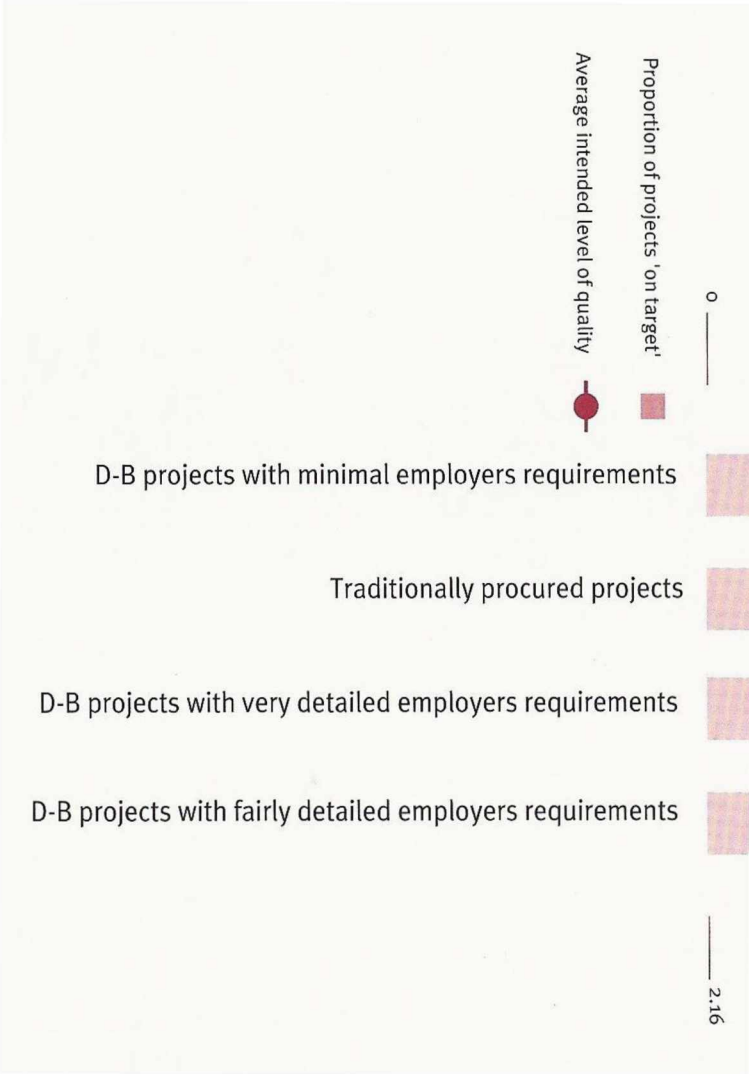 Proportion of projects 'on target'
Average intended level of quality
0
D-B projects with minimal employers requirements
Traditionally procured projects
D-B projects with very detailed employers requirements
D-B projects with fairly detailed employers requirements
2.16